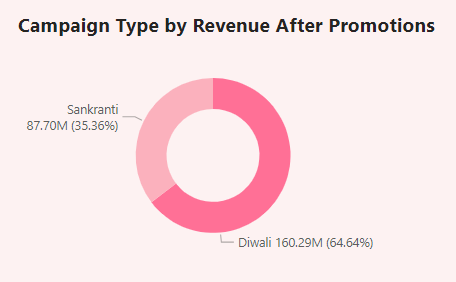 Campaign Type by Revenue After Promotions
Sankranti
87.70M (35.36%)
Diwali 160.29M (64.64%)